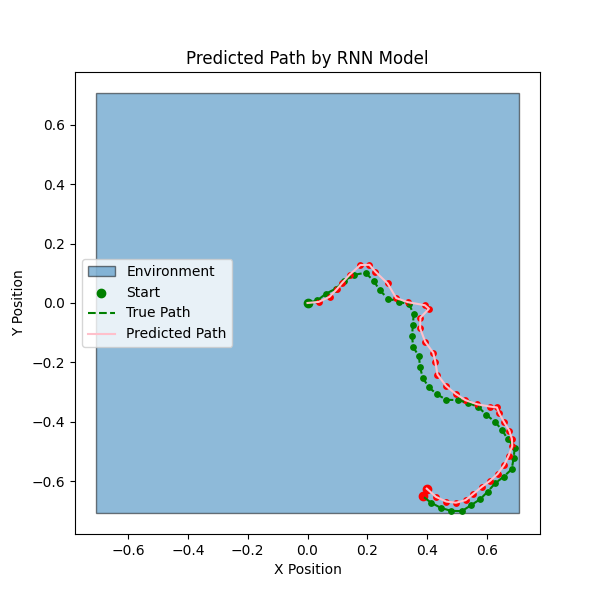 Predicted Path by RNN Model
Y Position
0.6
0.4
0.2
0.0
−0.2
−0.4
−0.6
Environment
Start
True Path
Predicted Path
−0.6 −0.4 −0.2 0.0 0.2 0.4 0.6
X Position